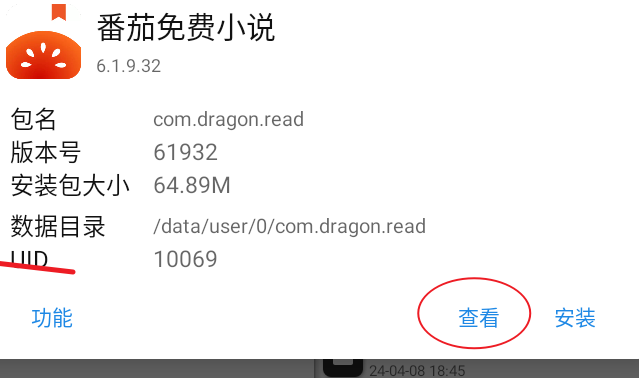 番茄免费小说
6.1.9.32
包名 com.dragon.read
版本号 61932
安装包大小 64.89M
数据目录 /data/user/0/com.dragon.read
UID 10069
功能 查看 安装
24-04-08 18:45